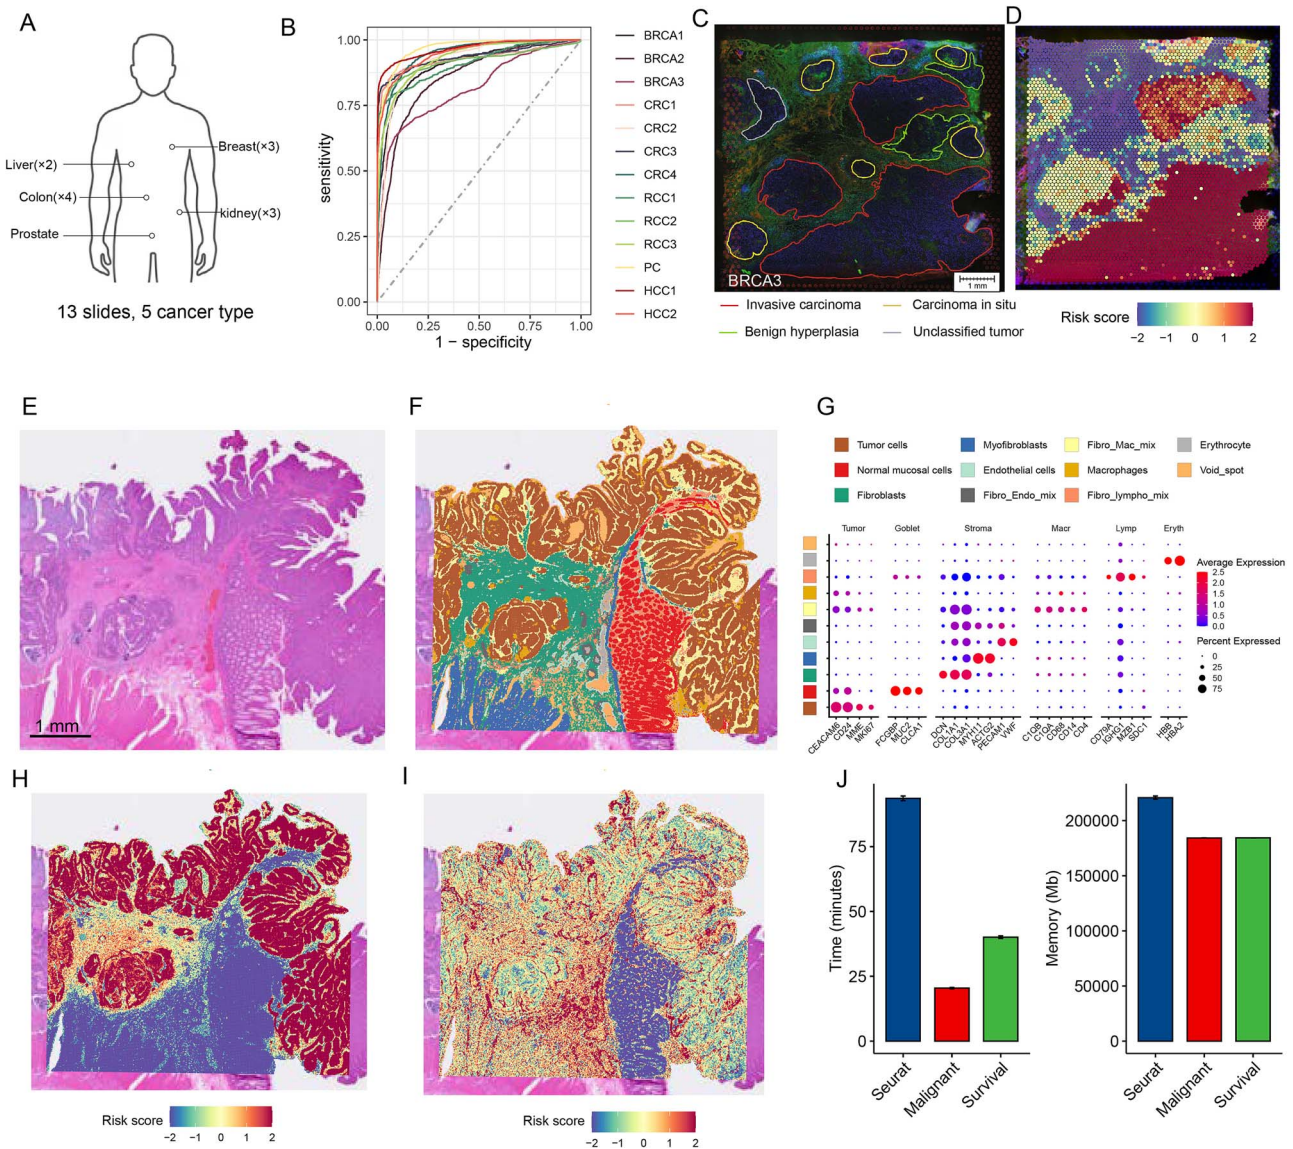 A
Liver(×2)
Breast(×3)
Colon(×4)
kidney(×3)
Prostate
13 slides, 5 cancer type
B
sensitivity
1.00
0.75
0.50
0.25
0.00
0.00 0.25 0.50 0.75 1.00
1 − specificity
BRCA1
BRCA2
BRCA3
CRC1
CRC2
CRC3
CRC4
RCC1
RCC2
RCC3
PC
HCC1
HCC2
C
BRCA3
1 mm
Invasive carcinoma
Carcinoma in situ
Benign hyperplasia
Unclassified tumor
D
Risk score
−2 −1 0 1 2
E
1 mm
F
G
Tumor cells
Normal mucosal cells
Fibroblasts
Myofibroblasts
Endothelial cells
Fibro_Endo_mix
Fibro_Mac_mix
Macrophages
Fibro_lympho_mix
Erythrocyte
Void_spot
Tumor Goblet Stroma Macr Lymp Eryth
CEACAM6 CD24 MME MKI67 FCGBP MUC2 CLCA1 DCN COL1A1 COL3A1 MYH11 ACTG2 PECAM1 VWF C1QB C1QA CD68 CD14 CD4 CD79A IGHG1 MZB1 SDC1 HBB HBA2
Average Expression
2.5
2.0
1.5
1.0
0.5
0.0
Percent Expressed
0
25
50
75
H
Risk score
−2 −1 0 1 2
I
Risk score
−2 −1 0 1 2
J
Time (minutes)
75
50
25
0
Seurat
Malignant
Survival
Memory (Mb)
200000
150000
100000
50000
0
Seurat
Malignant
Survival